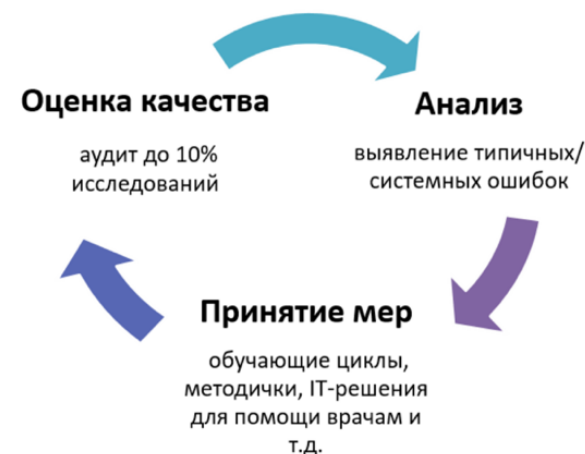 Оценка качества
аудит до 10%
исследований
Анализ
выявление типичных/
системных ошибок
Принятие мер
обучающие циклы,
методички, IT-решения
для помощи врачам и
т.д.